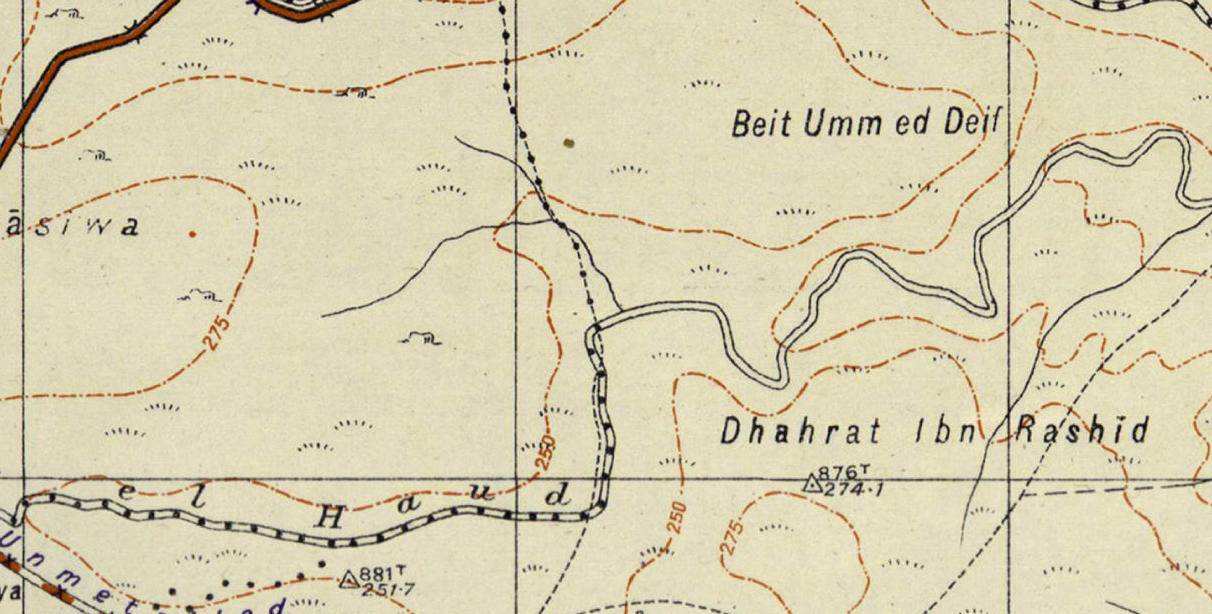 Beit Umm ed Deif
āsiwa
275
Dhahrat Ibn Rashīd
250
876ᵀ
274·1
el Haud
250
275
Unmet
881ᵀ
251·7